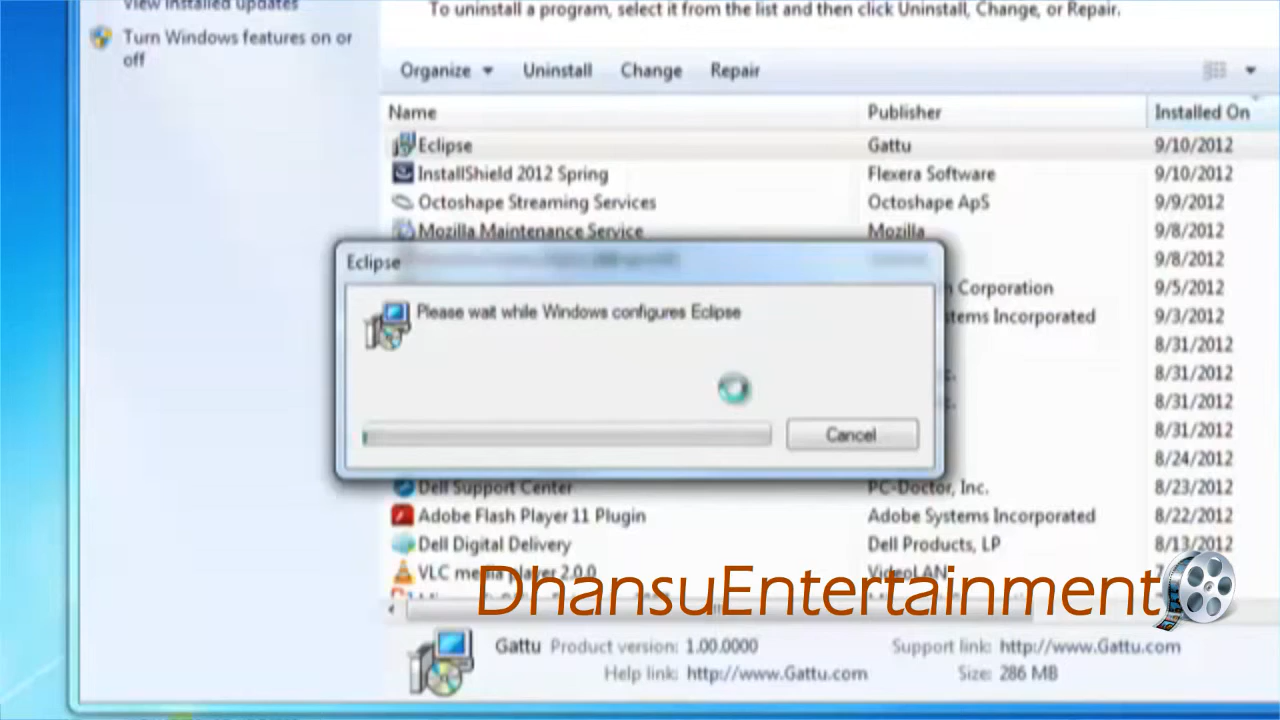 View installed updates
To uninstall a program, select it from the list and then click Uninstall, Change, or Repair.
Turn Windows features on or
off
Organize Uninstall Change Repair
Name Publisher Installed On
Eclipse Gattu 9/10/2012
InstallShield 2012 Spring Flexera Software 9/10/2012
Octoshape Streaming Services Octoshape ApS 9/9/2012
Mozilla Maintenance Service Mozilla 9/8/2012
9/8/2012
Eclipse
Corporation 9/5/2012
Please wait while Windows configures Eclipse
Incorporated 9/3/2012
8/31/2012
8/31/2012
8/31/2012
8/31/2012
Cancel
8/24/2012
Dell Support Center PC-Doctor, Inc. 8/23/2012
Adobe Flash Player 11 Plugin Adobe Systems Incorporated 8/22/2012
Dell Digital Delivery Dell Products, LP 8/13/2012
VLC media player 2.0.0 VideoLAN
DhansuEntertainment
Gattu Product version: 1.00.0000 Support link: http://www.Gattu.com
Help link: http://www.Gattu.com Size: 286 MB